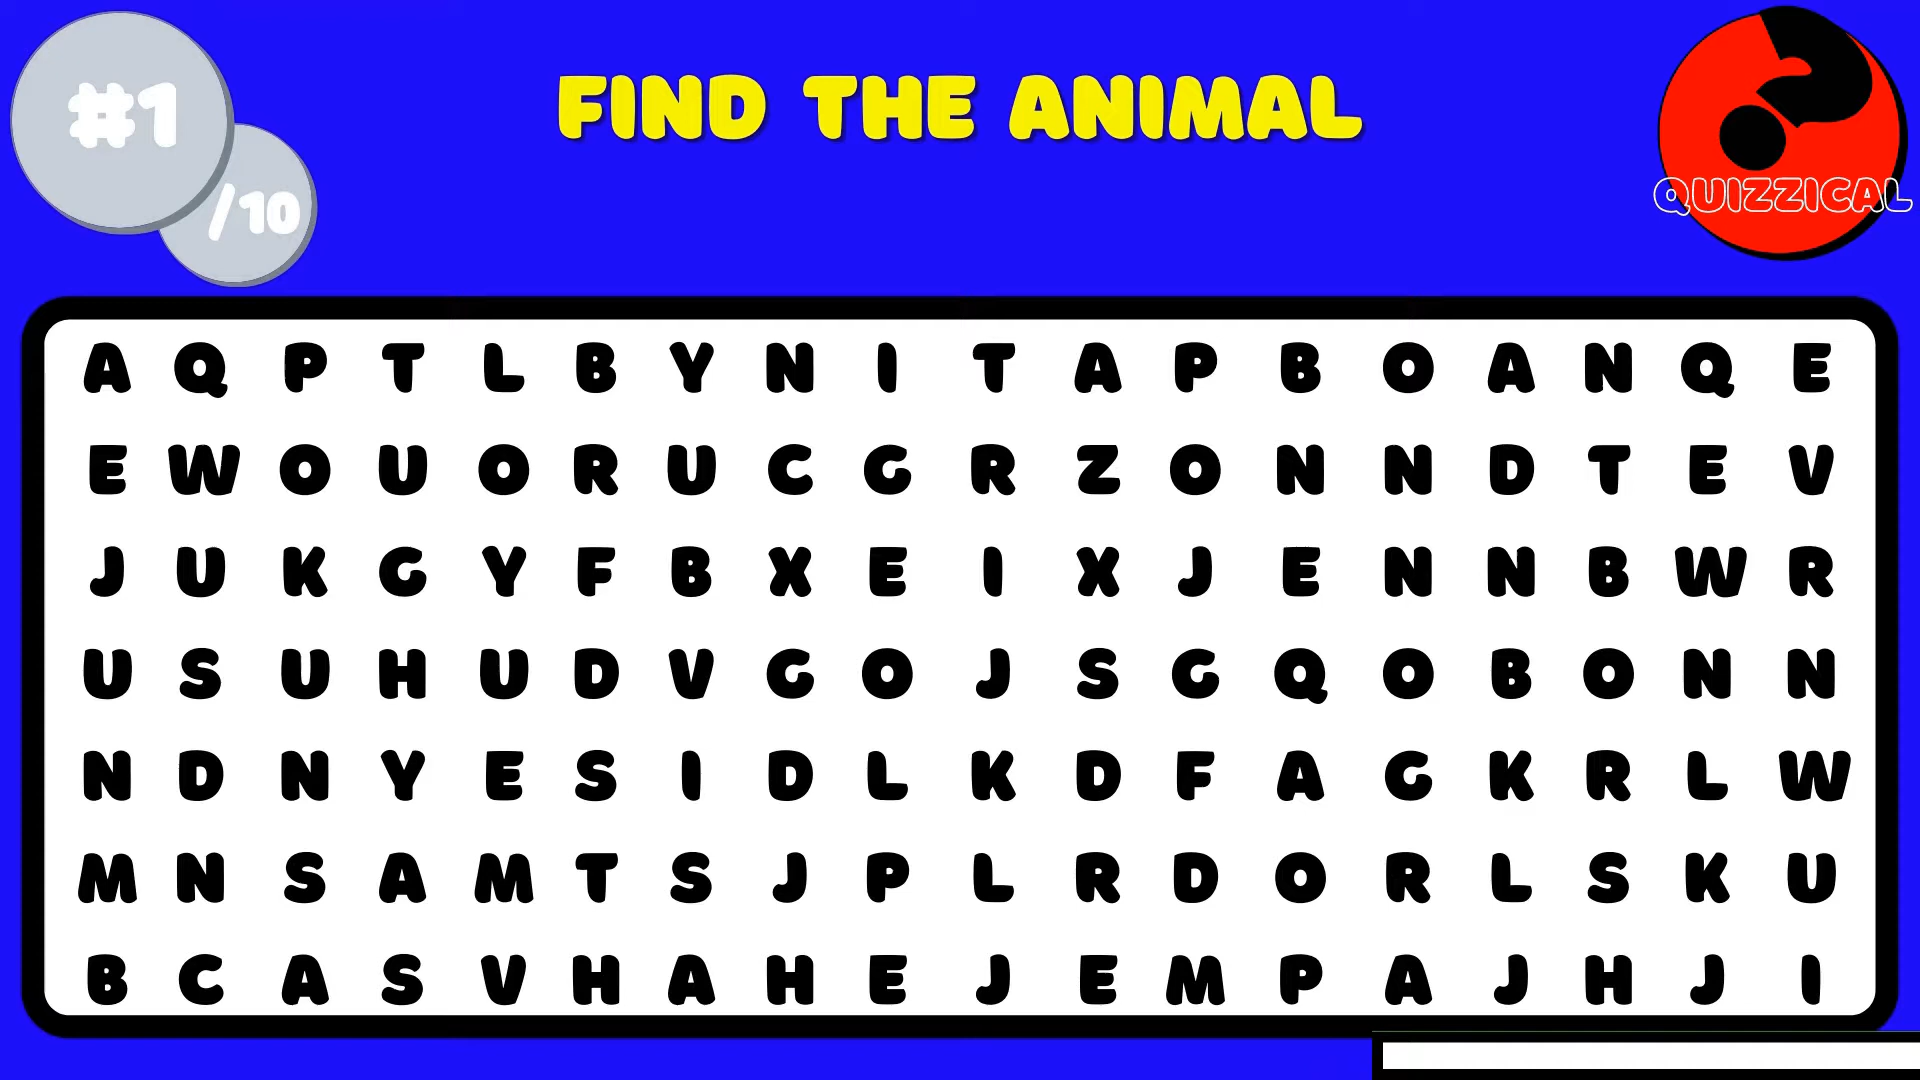 #1
/10
FIND THE ANIMAL
QUIZZICAL
A Q P T L B Y N I T A P B O A N Q E
E W O U O R U C G R Z O N N D T E V
J U K G Y F B X E I X J E N N B W R
U S U H U D V G O J S G Q O B O N N
N D N Y E S I D L K D F A G K R L W
M N S A M T S J P L R D O R L S K U
B C A S V H A H E J E M P A J H J I